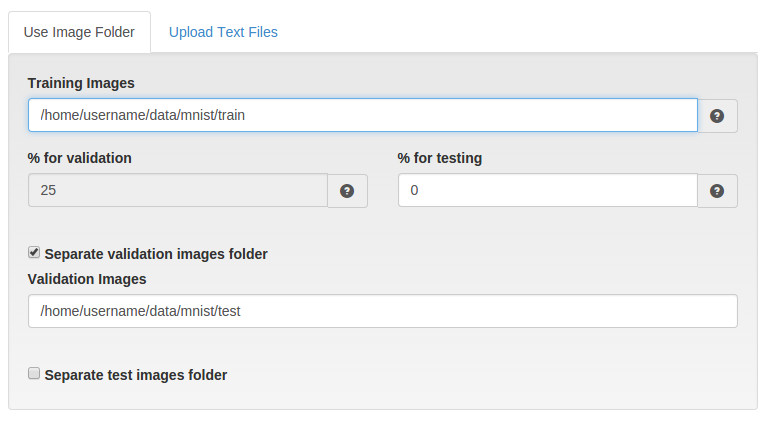 Use Image Folder Upload Text Files
Training Images
/home/username/data/mnist/train
% for validation % for testing
25 0
Separate validation images folder
Validation Images
/home/username/data/mnist/test
Separate test images folder